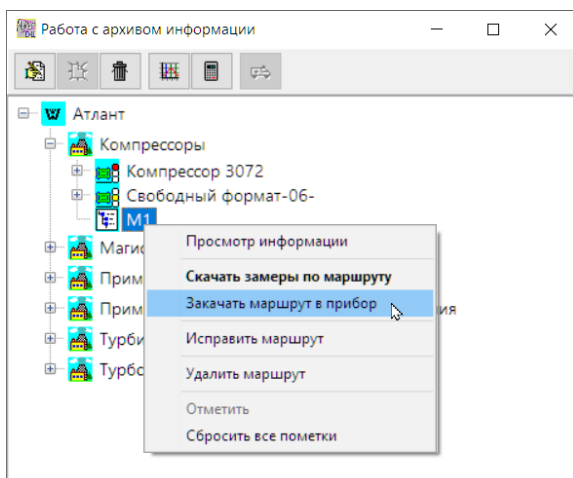 Работа с архивом информации
Атлант
Компрессоры
Компрессор 3072
Свободный формат-06-
М1
Просмотр информации
Скачать замеры по маршруту
Закачать маршрут в прибор
Исправить маршрут
Удалить маршрут
Отметить
Сбросить все пометки